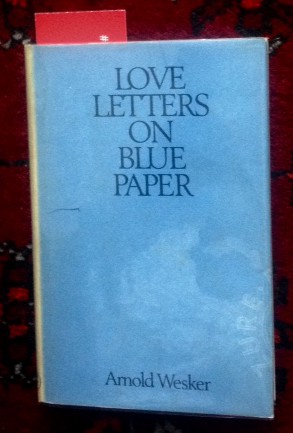 LOVE
LETTERS
ON
BLUE
PAPER
Arnold Wesker